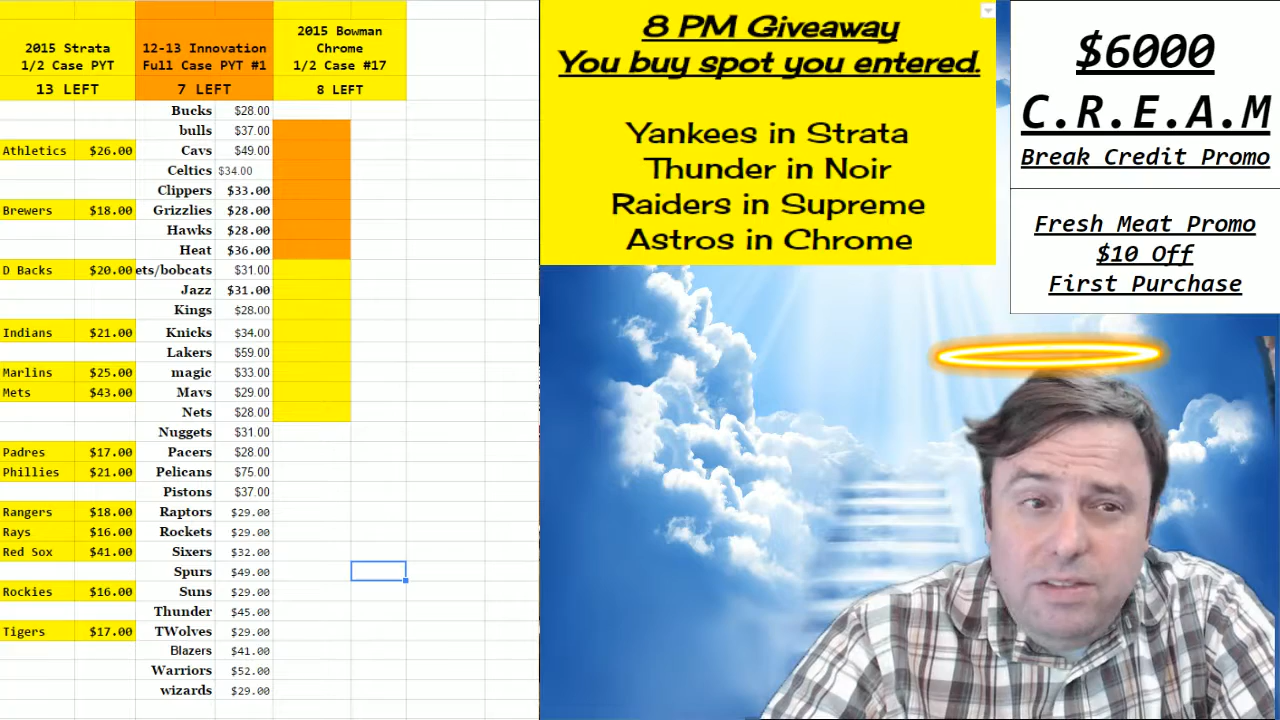 2015 Strata
1/2 Case PYT
13 LEFT
12-13 Innovation
Full Case PYT #1
7 LEFT
2015 Bowman
Chrome
1/2 Case #17
8 LEFT
Bucks $28.00
bulls $37.00
Athletics $26.00 Cavs $49.00
Celtics $34.00
Clippers $33.00
Brewers $18.00 Grizzlies $28.00
Hawks $28.00
Heat $36.00
D Backs $20.00 ets/bobcats $31.00
Jazz $31.00
Kings $28.00
Indians $21.00 Knicks $34.00
Lakers $59.00
Marlins $25.00 magic $33.00
Mets $43.00 Mavs $29.00
Nets $28.00
Nuggets $31.00
Padres $17.00 Pacers $28.00
Phillies $21.00 Pelicans $75.00
Pistons $37.00
Rangers $18.00 Raptors $29.00
Rays $16.00 Rockets $29.00
Red Sox $41.00 Sixers $32.00
Spurs $49.00
Rockies $16.00 Suns $29.00
Thunder $45.00
Tigers $17.00 TWolves $29.00
Blazers $41.00
Warriors $52.00
wizards $29.00
8 PM Giveaway
You buy spot you entered.
Yankees in Strata
Thunder in Noir
Raiders in Supreme
Astros in Chrome
$6000
C.R.E.A.M
Break Credit Promo
Fresh Meat Promo
$10 Off
First Purchase